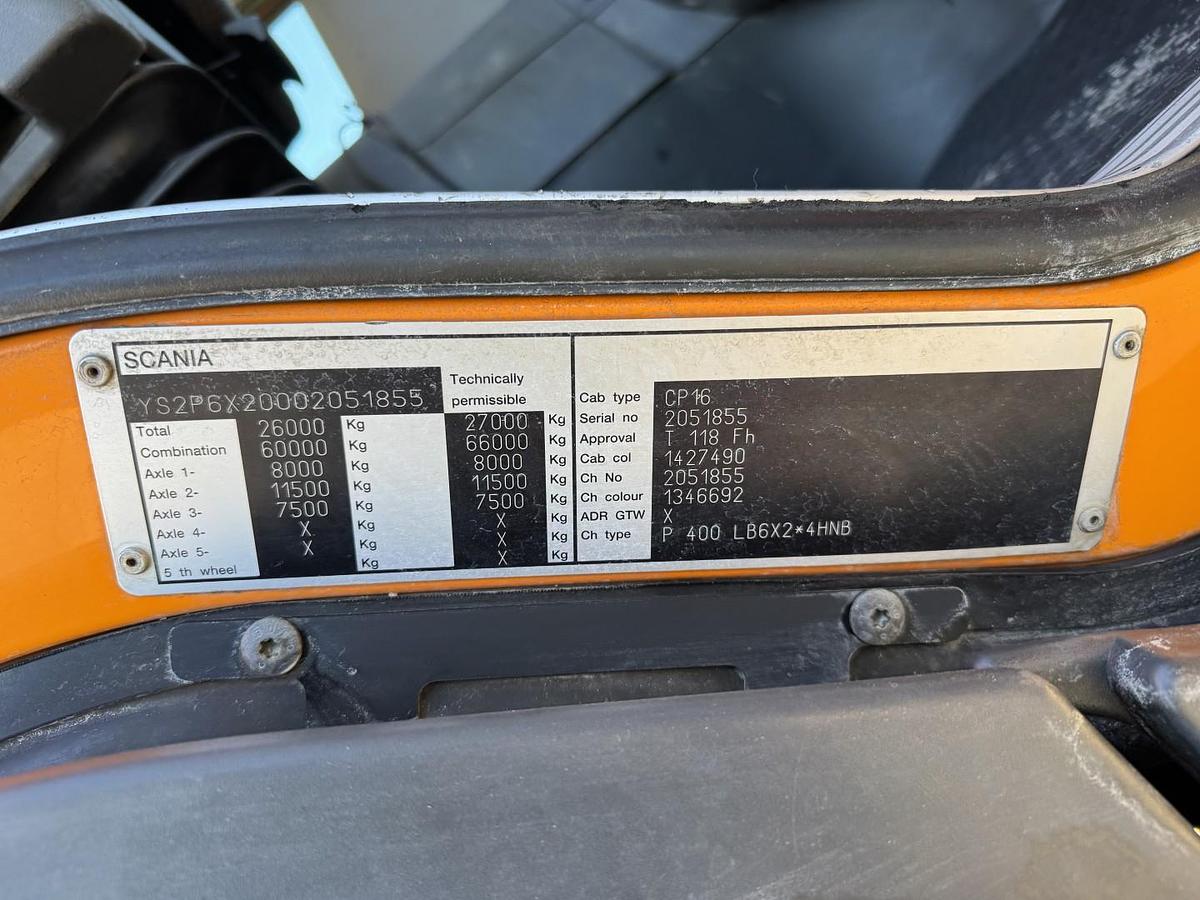 SCANIA
YS2P6X20002051855
Technically
permissible
Total 26000 Kg 27000 Kg
Combination 60000 Kg 66000 Kg
Axle 1- 8000 Kg 8000 Kg
Axle 2- 11500 Kg 11500 Kg
Axle 3- 7500 Kg 7500 Kg
Axle 4- X Kg X Kg
Axle 5- X Kg X Kg
5 th wheel Kg X Kg
Cab type CP16
Serial no 2051855
Approval T 118 Fh
Cab col 1427490
Ch No 2051855
Ch colour 1346692
ADR GTW X
Ch type P 400 LB6X2*4HNB